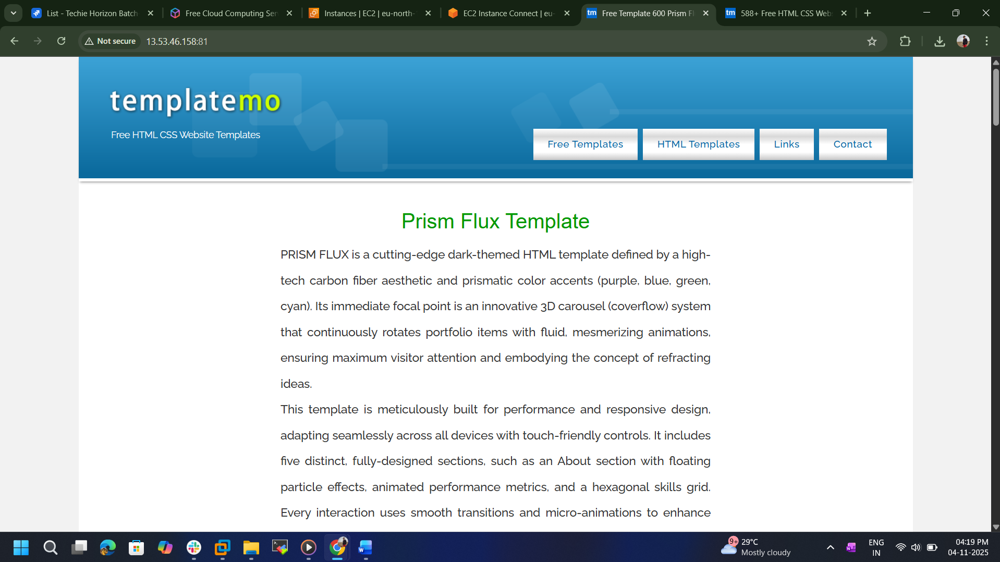 List - Techie Horizon Batch
Free Cloud Computing Ser
Instances | EC2 | eu-north-
EC2 Instance Connect | eu-
tm
Free Template 600 Prism Fl
tm
588+ Free HTML CSS Web
Not secure
13.53.46.158:81
templatemo
Free HTML CSS Website Templates
Free Templates
HTML Templates
Links
Contact
Prism Flux Template
PRISM FLUX is a cutting-edge dark-themed HTML template defined by a high-
tech carbon fiber aesthetic and prismatic color accents (purple, blue, green,
cyan). Its immediate focal point is an innovative 3D carousel (coverflow) system
that continuously rotates portfolio items with fluid, mesmerizing animations,
ensuring maximum visitor attention and embodying the concept of refracting
ideas.
This template is meticulously built for performance and responsive design,
adapting seamlessly across all devices with touch-friendly controls. It includes
five distinct, fully-designed sections, such as an About section with floating
particle effects, animated performance metrics, and a hexagonal skills grid.
Every interaction uses smooth transitions and micro-animations to enhance
9+
29°C
Mostly cloudy
ENG
IN
04:19 PM
04-11-2025